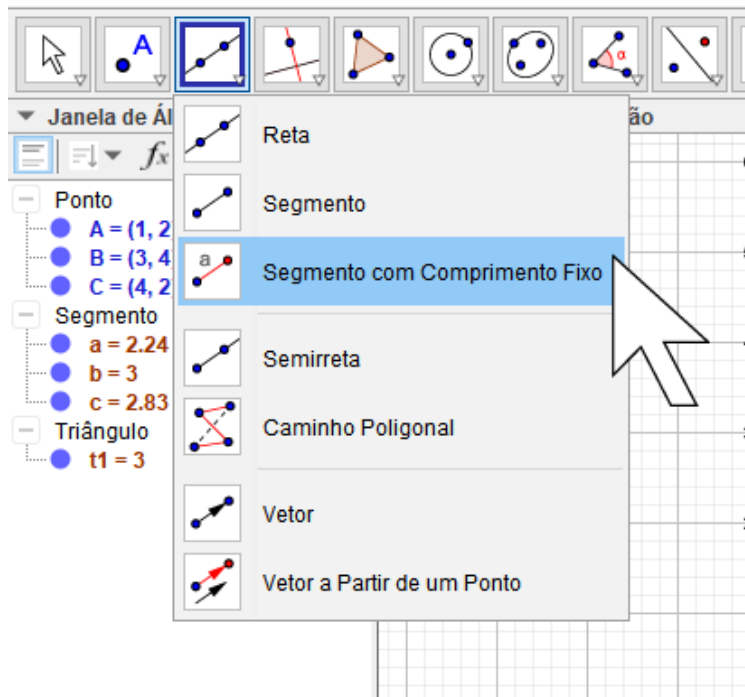 A
α
Janela de Ál
ão
fx
Reta
Segmento
a
Segmento com Comprimento Fixo
Semirreta
Caminho Poligonal
Vetor
Vetor a Partir de um Ponto
Ponto
A = (1, 2
B = (3, 4
C = (4, 2
Segmento
a = 2.24
b = 3
c = 2.83
Triângulo
t1 = 3